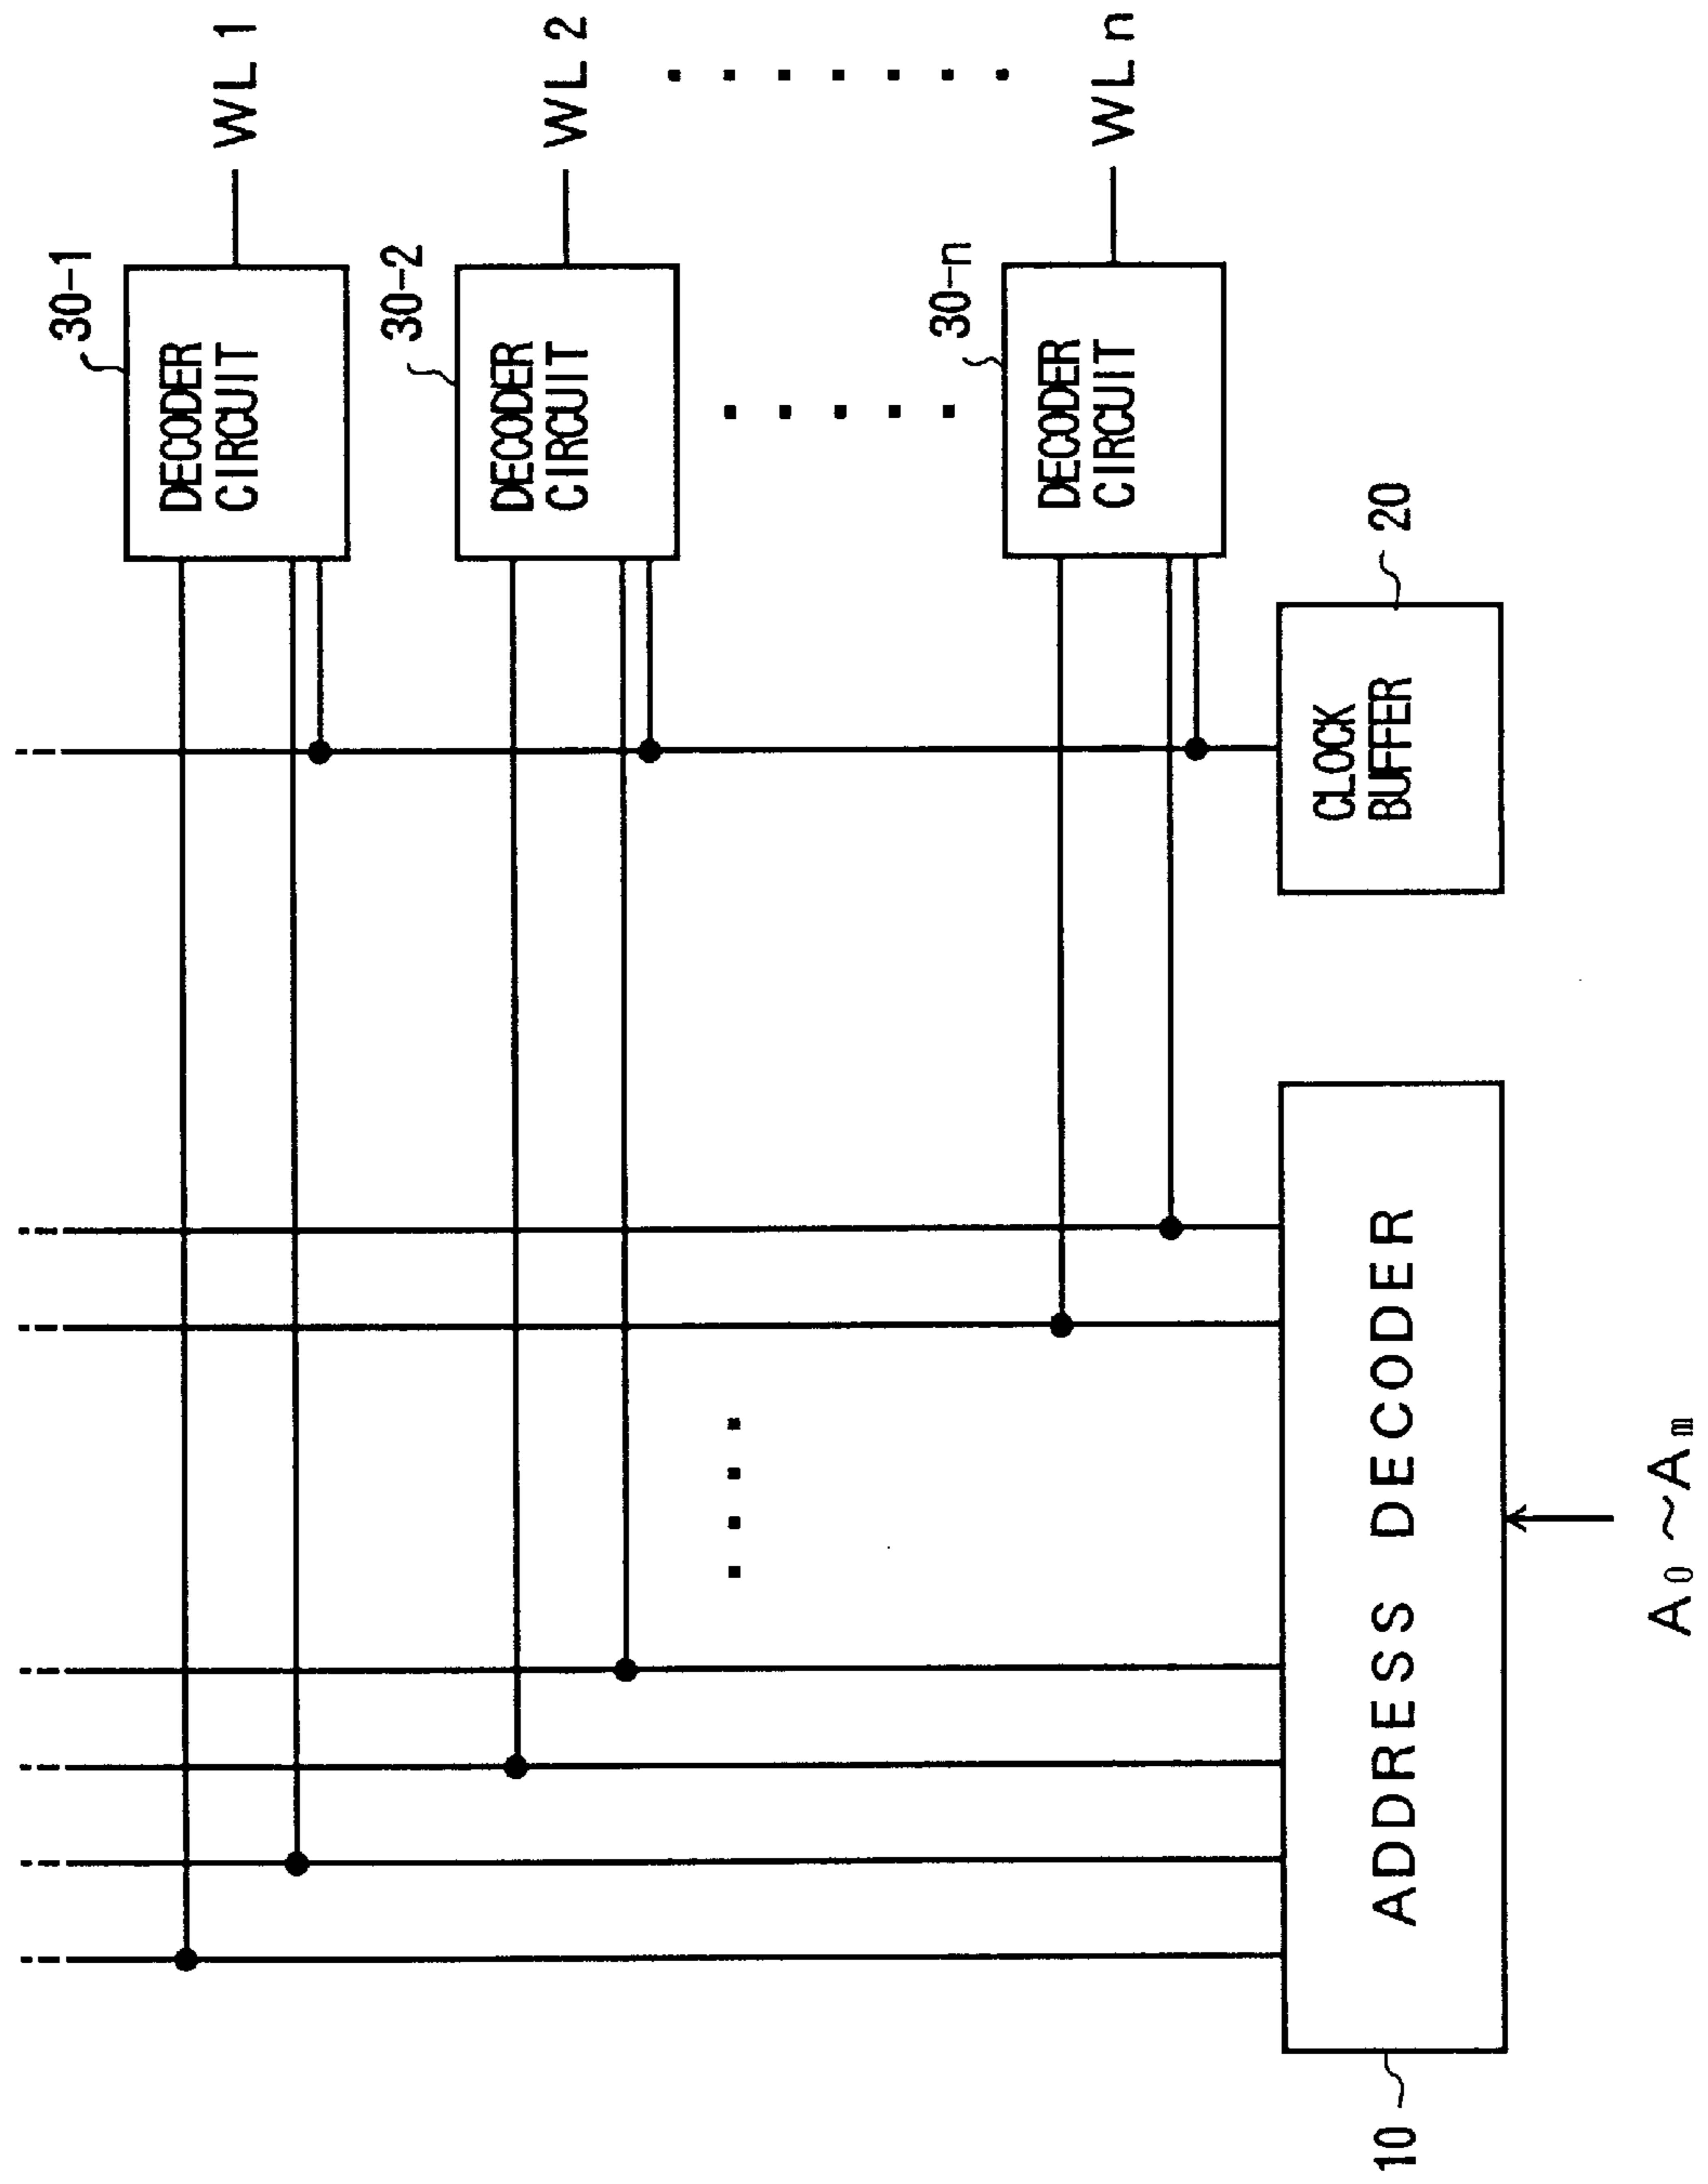 30-1
DECODER
CIRCUIT
WL 1
30-2
DECODER
CIRCUIT
WL 2
30-n
DECODER
CIRCUIT
WL n
CLOCK
BUFFER
20
ADDRESS DECODER
10
A0 ~ Am